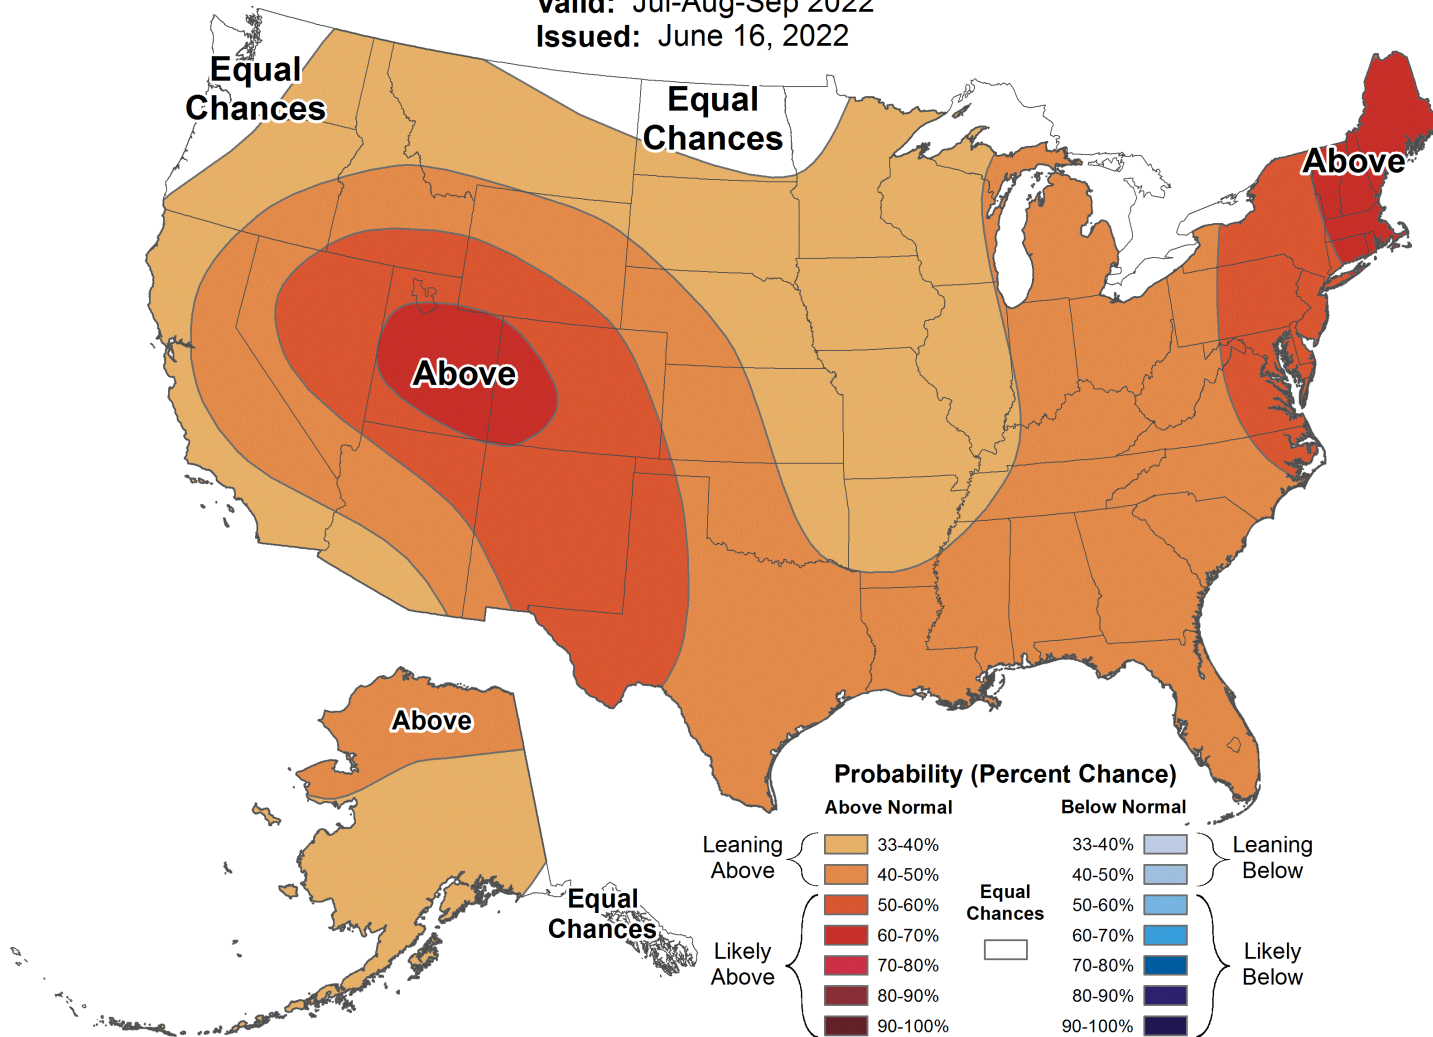 Valid: Jul-Aug-Sep 2022
Issued: June 16, 2022
Equal
Chances
Equal
Chances
Above
Above
Above
Equal
Chances
Probability (Percent Chance)
Above Normal
Below Normal
Leaning
Above
33-40%
40-50%
Likely
Above
50-60%
60-70%
70-80%
80-90%
90-100%
Equal
Chances
33-40%
40-50%
Leaning
Below
50-60%
60-70%
70-80%
80-90%
90-100%
Likely
Below